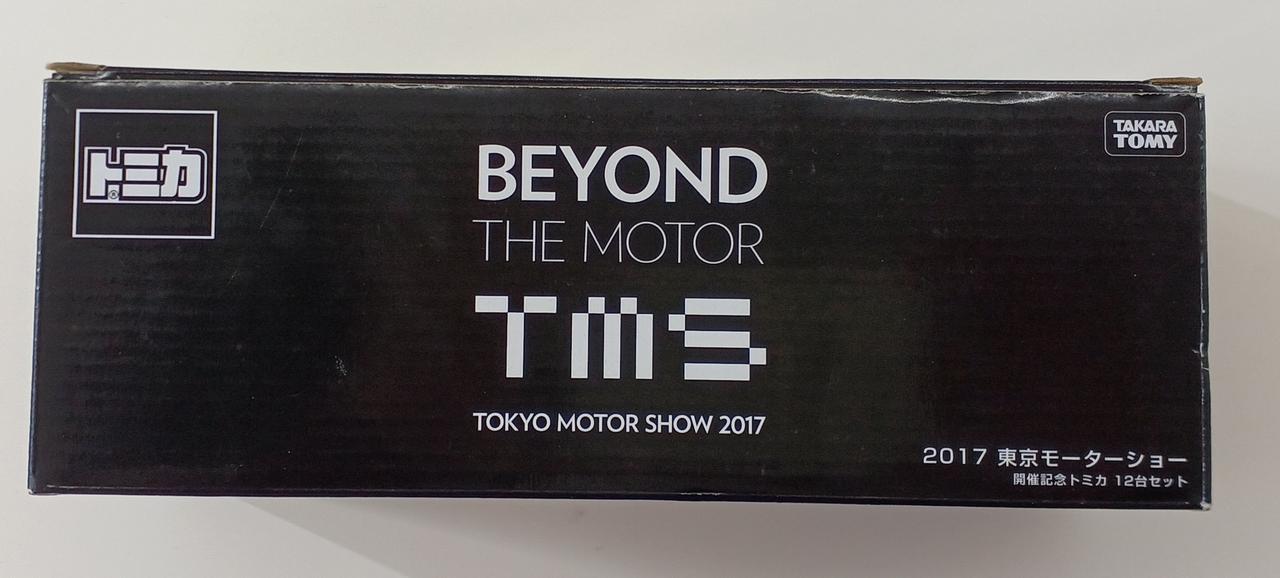 トミカ®
TAKARA
TOMY
BEYOND
THE MOTOR
TMS
TOKYO MOTOR SHOW 2017
2017 東京モーターショー
開催記念トミカ 12台セット